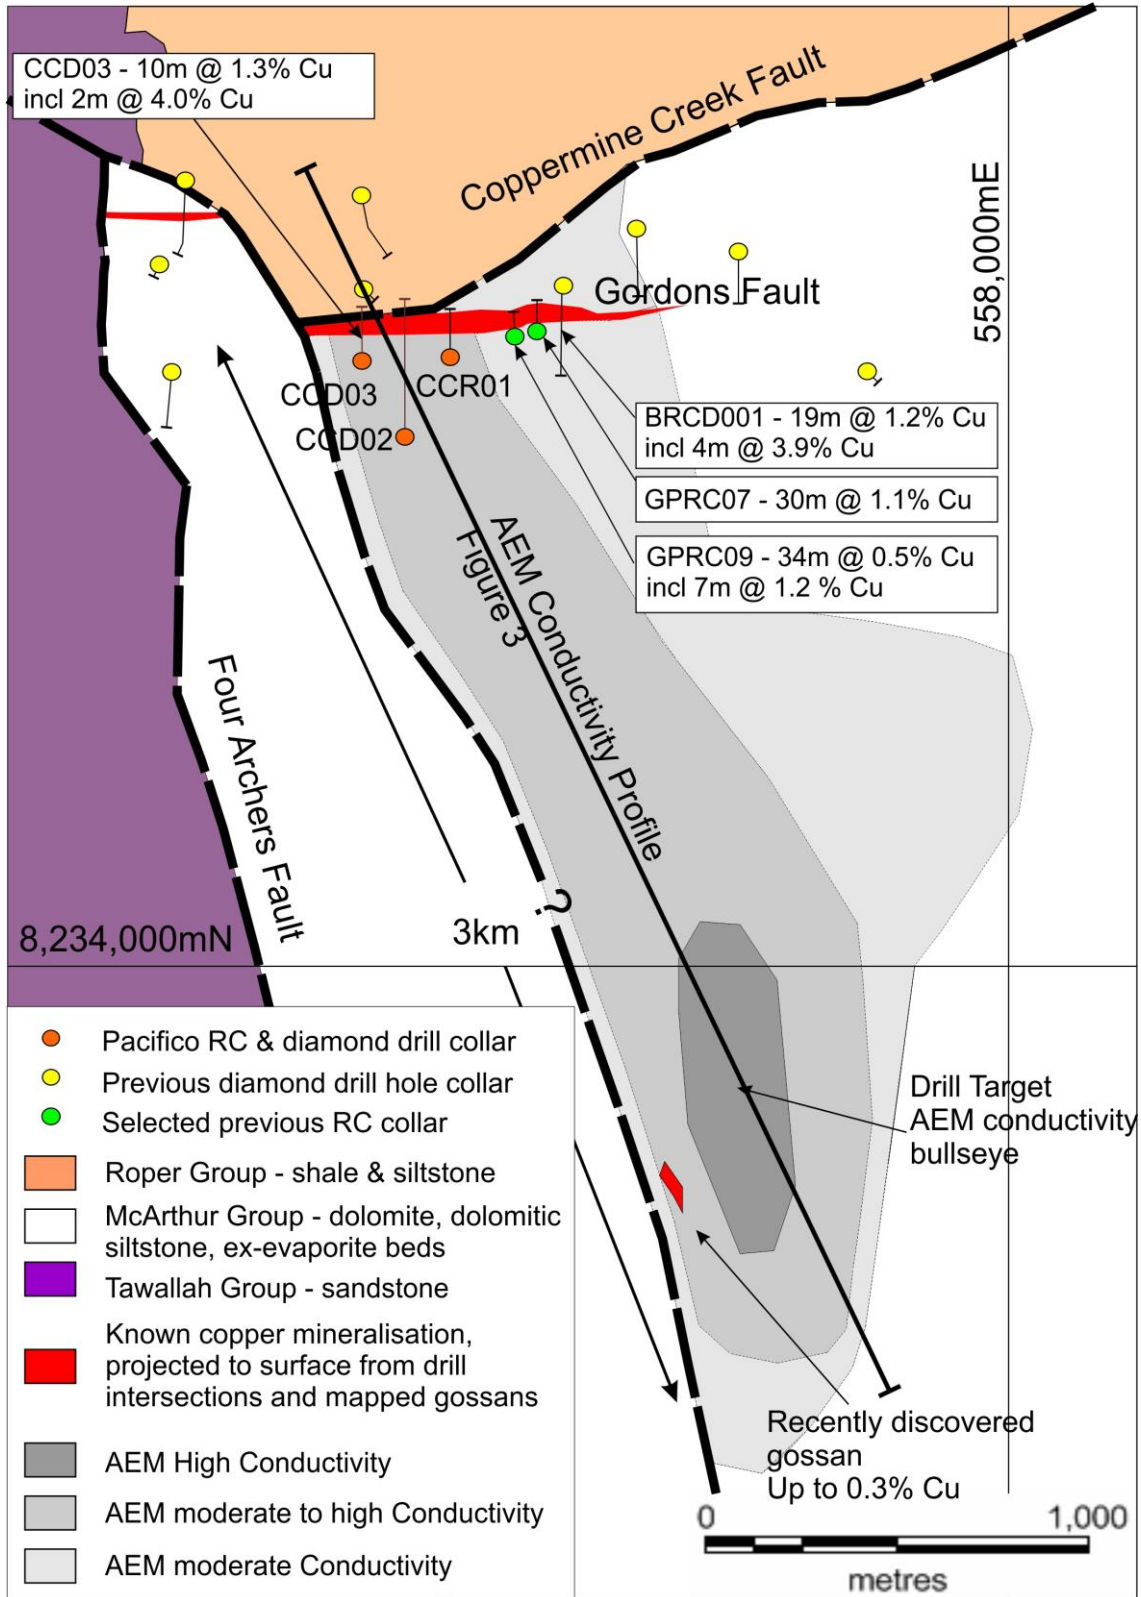 CCD03 - 10m @ 1.3% Cu
incl 2m @ 4.0% Cu
Coppermine Creek Fault
558,000mE
Gordons Fault
CCD03
CCR01
CCD02
BRCD001 - 19m @ 1.2% Cu
incl 4m @ 3.9% Cu
GPRC07 - 30m @ 1.1% Cu
GPRC09 - 34m @ 0.5% Cu
incl 7m @ 1.2 % Cu
AEM Conductivity Profile
Figure 3
Four Archers Fault
?
8,234,000mN
3km
Drill Target
AEM conductivity
bullseye
Recently discovered
gossan
Up to 0.3% Cu
Pacifico RC & diamond drill collar
Previous diamond drill hole collar
Selected previous RC collar
Roper Group - shale & siltstone
McArthur Group - dolomite, dolomitic
siltstone, ex-evaporite beds
Tawallah Group - sandstone
Known copper mineralisation,
projected to surface from drill
intersections and mapped gossans
AEM High Conductivity
AEM moderate to high Conductivity
AEM moderate Conductivity
0 1,000
metres